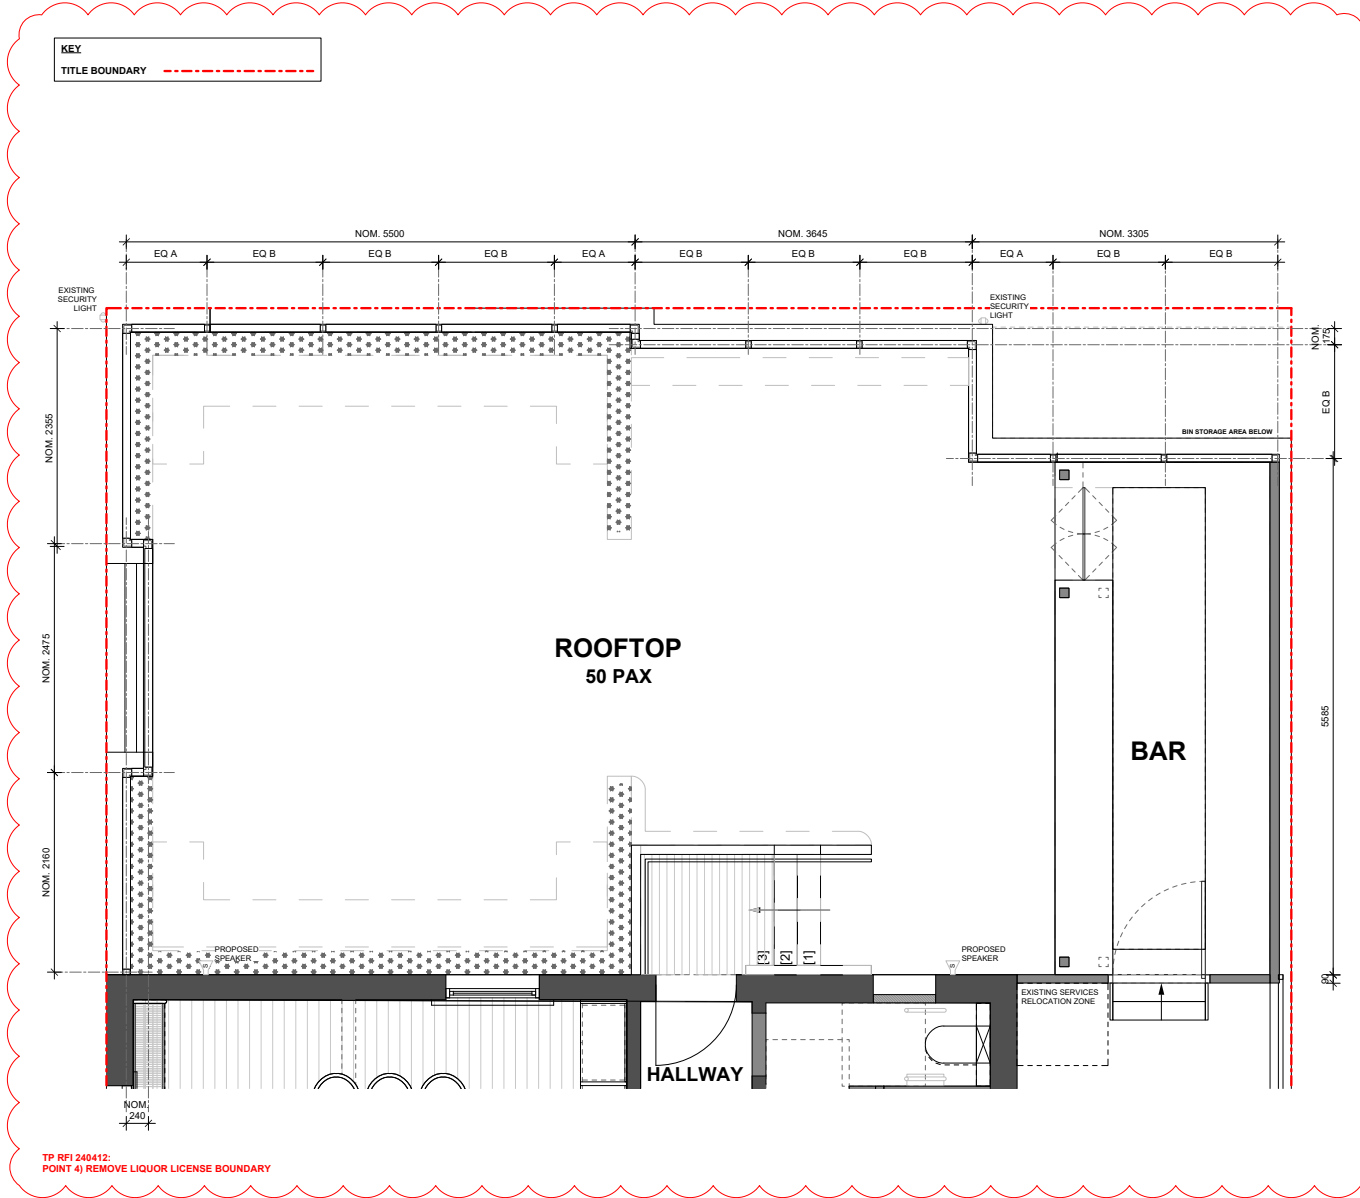 KEY
TITLE BOUNDARY
NOM. 5500
NOM. 3645
NOM. 3305
EQ A
EQ B
EQ B
EQ B
EQ A
EQ B
EQ B
EQ B
EQ A
EQ B
EQ B
EXISTING
SECURITY
LIGHT
EXISTING
SECURITY
LIGHT
NOM.
175
EQ B
NOM. 2355
BIN STORAGE AREA BELOW
NOM. 2475
ROOFTOP
50 PAX
5585
BAR
NOM. 2160
PROPOSED
SPEAKER
S
[3]
[2]
[1]
PROPOSED
SPEAKER
S
90
EXISTING SERVICES
RELOCATION ZONE
HALLWAY
NOM.
240
TP RFI 240412:
POINT 4) REMOVE LIQUOR LICENSE BOUNDARY